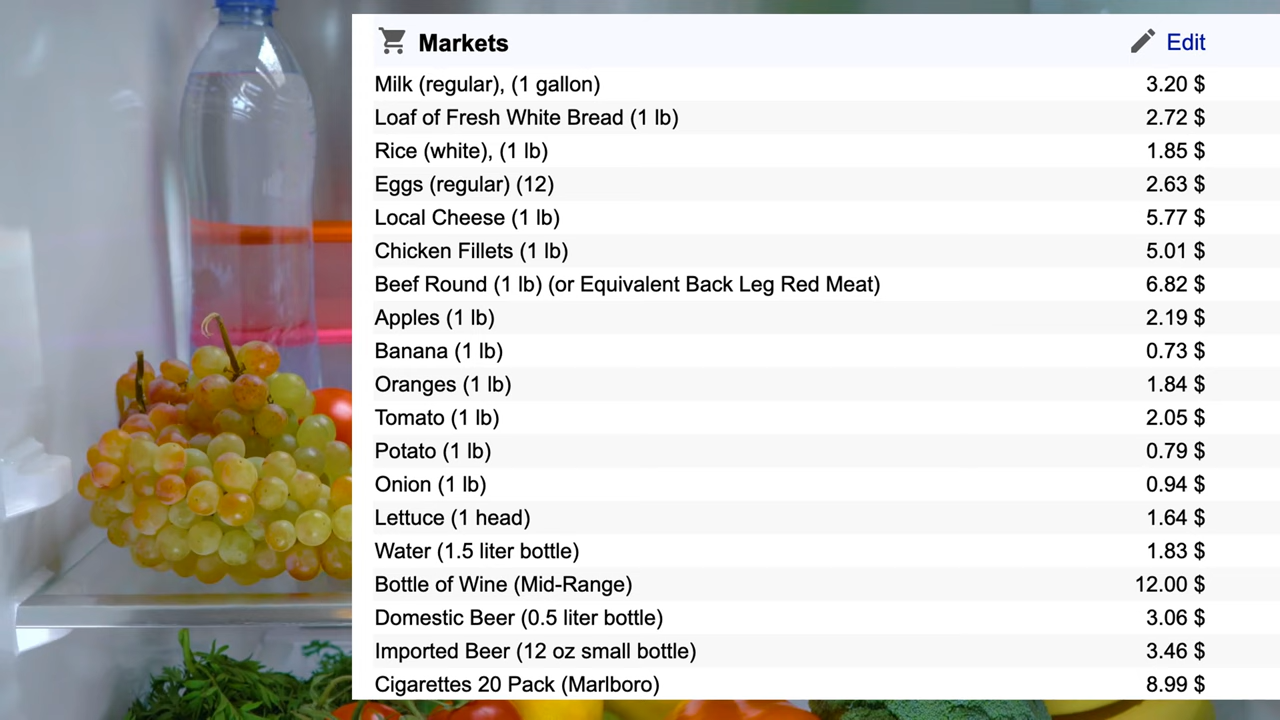 Markets Edit
Milk (regular), (1 gallon) 3.20 $
Loaf of Fresh White Bread (1 lb) 2.72 $
Rice (white), (1 lb) 1.85 $
Eggs (regular) (12) 2.63 $
Local Cheese (1 lb) 5.77 $
Chicken Fillets (1 lb) 5.01 $
Beef Round (1 lb) (or Equivalent Back Leg Red Meat) 6.82 $
Apples (1 lb) 2.19 $
Banana (1 lb) 0.73 $
Oranges (1 lb) 1.84 $
Tomato (1 lb) 2.05 $
Potato (1 lb) 0.79 $
Onion (1 lb) 0.94 $
Lettuce (1 head) 1.64 $
Water (1.5 liter bottle) 1.83 $
Bottle of Wine (Mid-Range) 12.00 $
Domestic Beer (0.5 liter bottle) 3.06 $
Imported Beer (12 oz small bottle) 3.46 $
Cigarettes 20 Pack (Marlboro) 8.99 $